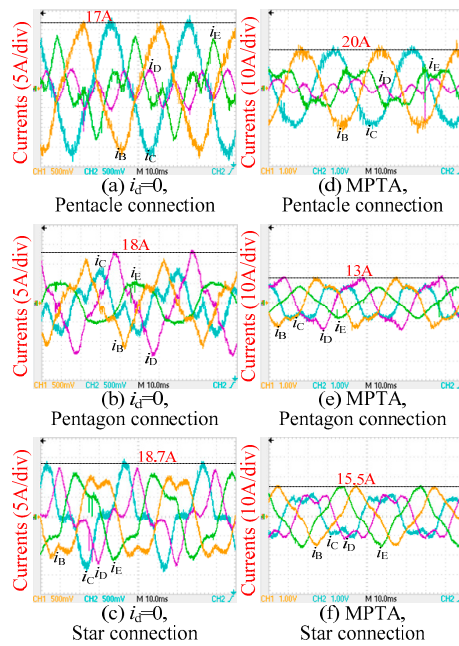 Currents (5A/div)
17A
iE
iD
iB
iC
CH1 500mV CH2 500mV M 10.0ms CH2
(a) id=0,
Pentacle connection
Currents (10A/div)
20A
iD
iE
iB
iC
CH1 1.00V CH2 1.00V M 10.0ms CH2
(d) MPTA,
Pentacle connection
Currents (5A/div)
18A
iC
iE
iB
iD
CH1 500mV CH2 500mV M 10.0ms CH2
(b) id=0,
Pentagon connection
Currents (10A/div)
13A
iB
iC
iD
iE
CH1 1.00V CH2 1.00V M 10.0ms CH2
(e) MPTA,
Pentagon connection
Currents (5A/div)
18.7A
iB
iC
iD
iE
CH1 500mV CH2 500mV M 10.0ms CH2
(c) id=0,
Star connection
Currents (10A/div)
15.5A
iB
iC
iD
iE
CH1 1.00V CH2 1.00V M 10.0ms CH2
(f) MPTA,
Star connection